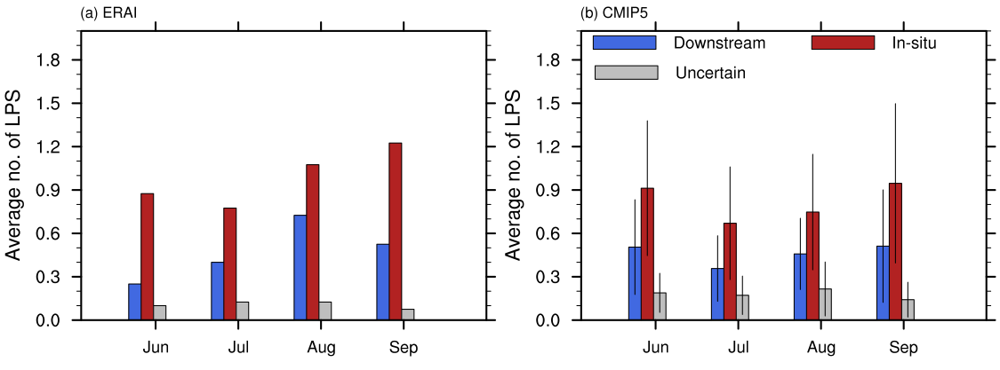 (a) ERAI
Average no. of LPS
1.8
1.5
1.2
0.9
0.6
0.3
0.0
Jun Jul Aug Sep
(b) CMIP5
Downstream In-situ
Uncertain
Average no. of LPS
1.8
1.5
1.2
0.9
0.6
0.3
0.0
Jun Jul Aug Sep